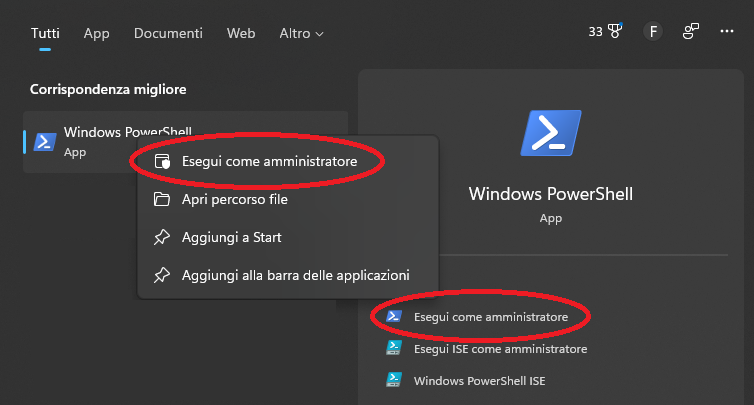 Tutti App Documenti Web Altro
33 F
Corrispondenza migliore
Windows PowerShell
App
Esegui come amministratore
Apri percorso file
Aggiungi a Start
Aggiungi alla barra delle applicazioni
Windows PowerShell
App
Esegui come amministratore
Esegui ISE come amministratore
Windows PowerShell ISE